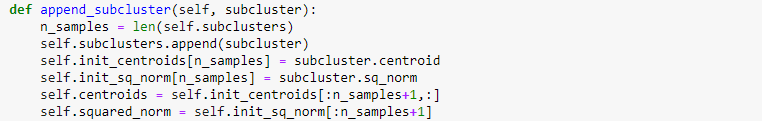 def append_subcluster(self, subcluster):
    n_samples = len(self.subclusters)
    self.subclusters.append(subcluster)
    self.init_centroids[n_samples] = subcluster.centroid
    self.init_sq_norm[n_samples] = subcluster.sq_norm
    self.centroids = self.init_centroids[:n_samples+1,:]
    self.squared_norm = self.init_sq_norm[:n_samples+1]